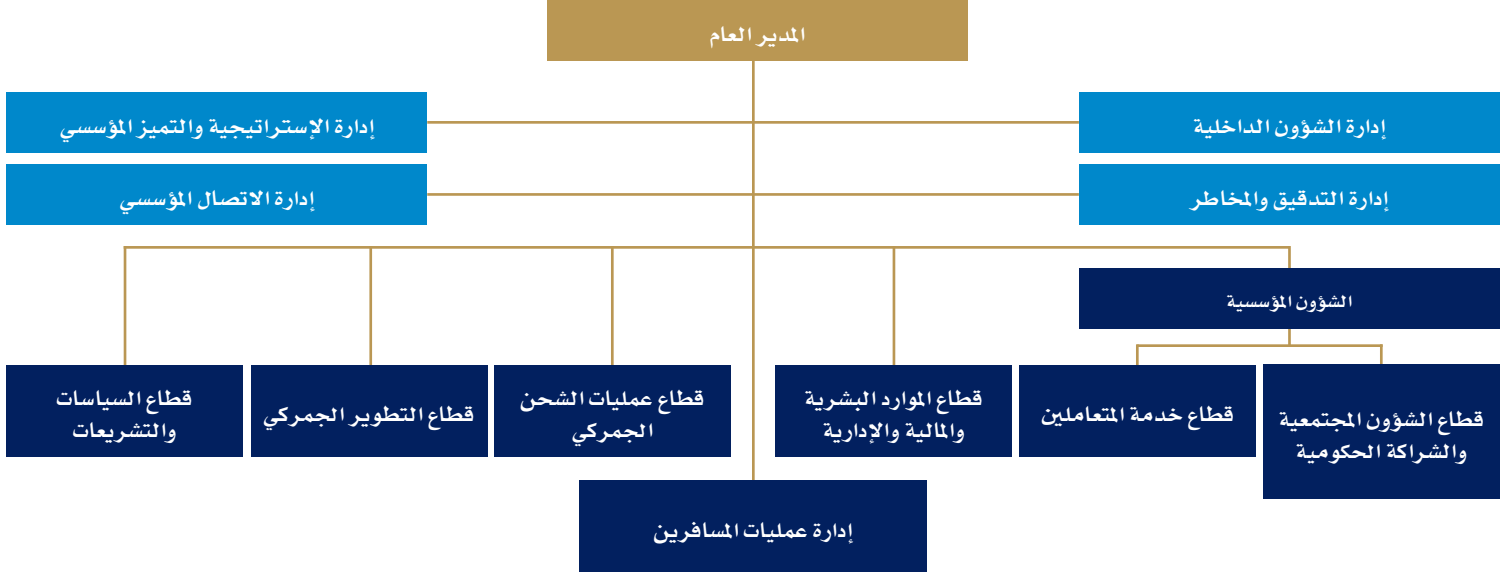 المدير العام
إدارة الشؤون الداخلية
إدارة الإستراتيجية والتميز المؤسسي
إدارة التدقيق والمخاطر
إدارة الاتصال المؤسسي
الشؤون المؤسسية
قطاع الشؤون المجتمعية
والشراكة الحكومية
قطاع خدمة المتعاملين
قطاع الموارد البشرية
والمالية والإدارية
قطاع عمليات الشحن
الجمركي
قطاع التطوير الجمركي
قطاع السياسات
والتشريعات
إدارة عمليات المسافرين